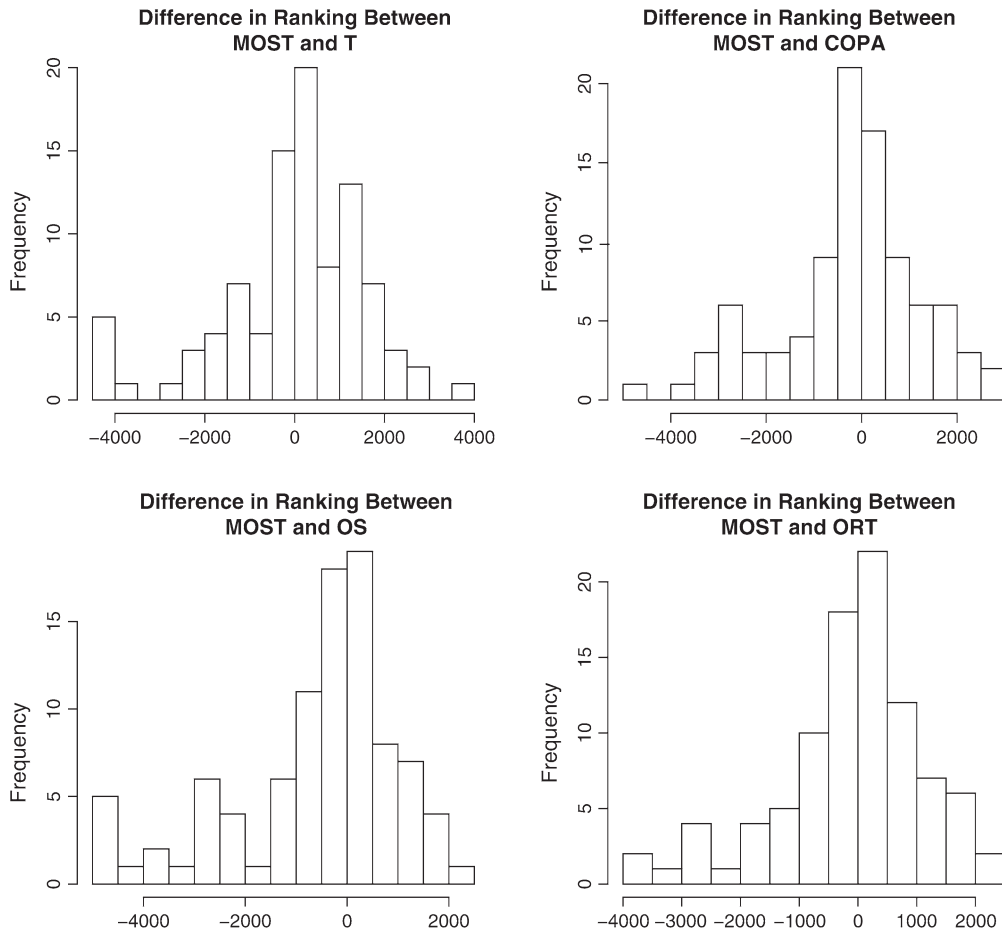 Difference in Ranking Between
MOST and T
Frequency
20
15
10
5
0
−4000 −2000 0 2000 4000
Difference in Ranking Between
MOST and COPA
Frequency
20
15
10
5
0
−4000 −2000 0 2000
Difference in Ranking Between
MOST and OS
Frequency
15
10
5
0
−4000 −2000 0 2000
Difference in Ranking Between
MOST and ORT
Frequency
20
15
10
5
0
−4000 −3000 −2000 −1000 0 1000 2000